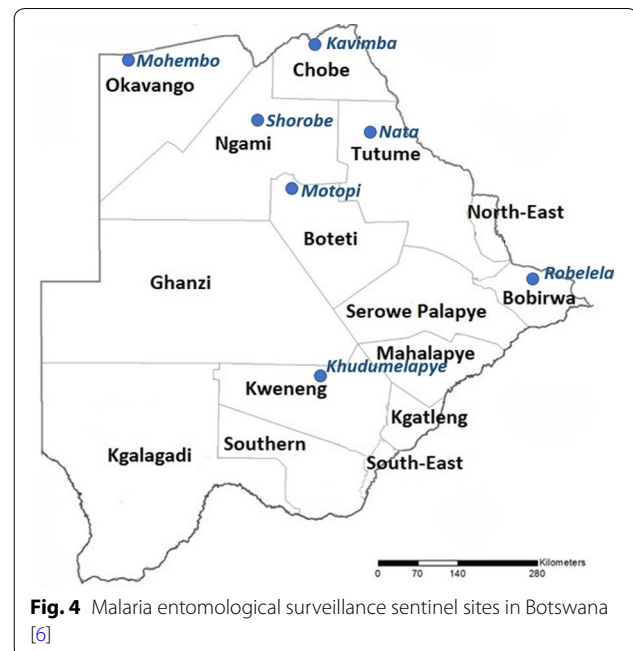 Kavimba
Mohembo
Chobe
Okavango
Shorobe
Nata
Ngami
Tutume
Motopi
North-East
Boteti
Robelela
Ghanzi
Bobirwa
Serowe Palapye
Mahalapye
Khudumelapye
Kweneng
Kgatleng
Southern
Kgalagadi
South-East
Kilometers
0 70 140 280
Fig. 4 Malaria entomological surveillance sentinel sites in Botswana
[6]